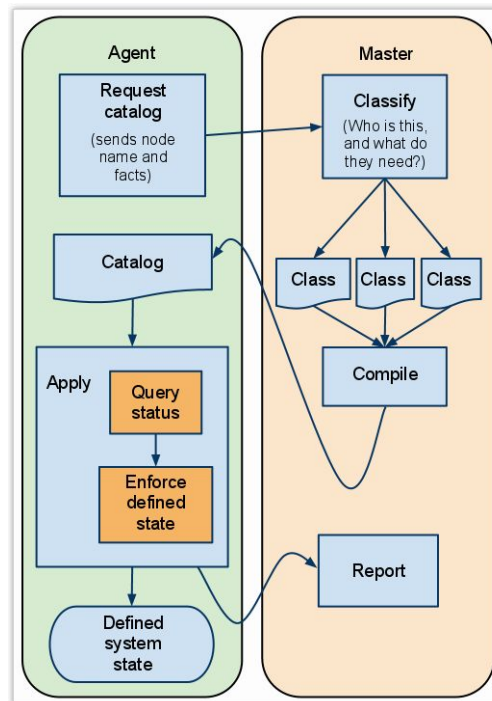 Agent
Request
catalog
(sends node
name and
facts)
Catalog
Apply
Query
status
Enforce
defined
state
Defined
system
state
Master
Classify
(Who is this,
and what do
they need?)
Class
Class
Class
Compile
Report